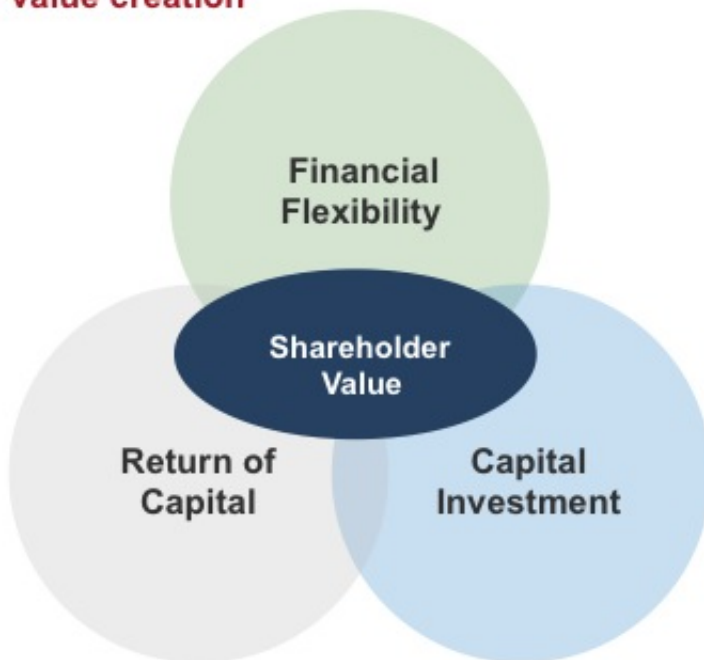 value creation
Financial
Flexibility
Shareholder
Value
Return of
Capital
Capital
Investment